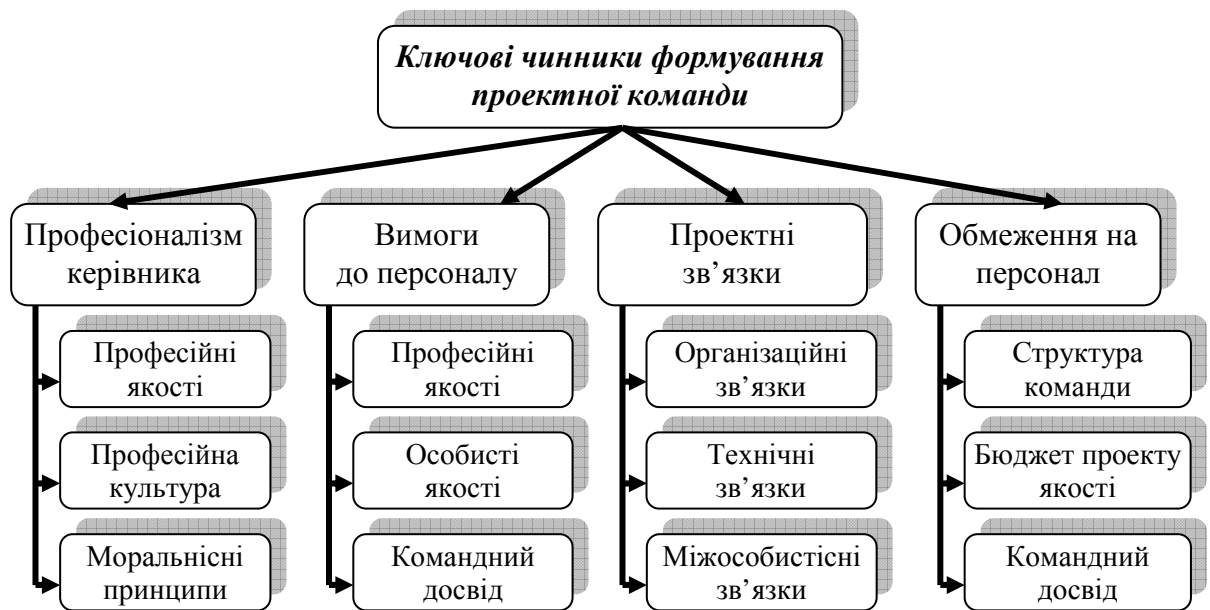 Ключові чинники формування
проектної команди
Професіоналізм
керівника
Вимоги
до персоналу
Проектні
зв’язки
Обмеження на
персонал
Професійні
якості
Професійні
якості
Організаційні
зв’язки
Структура
команди
Професійна
культура
Особисті
якості
Технічні
зв’язки
Бюджет проекту
якості
Моральнісні
принципи
Командний
досвід
Міжособистісні
зв’язки
Командний
досвід